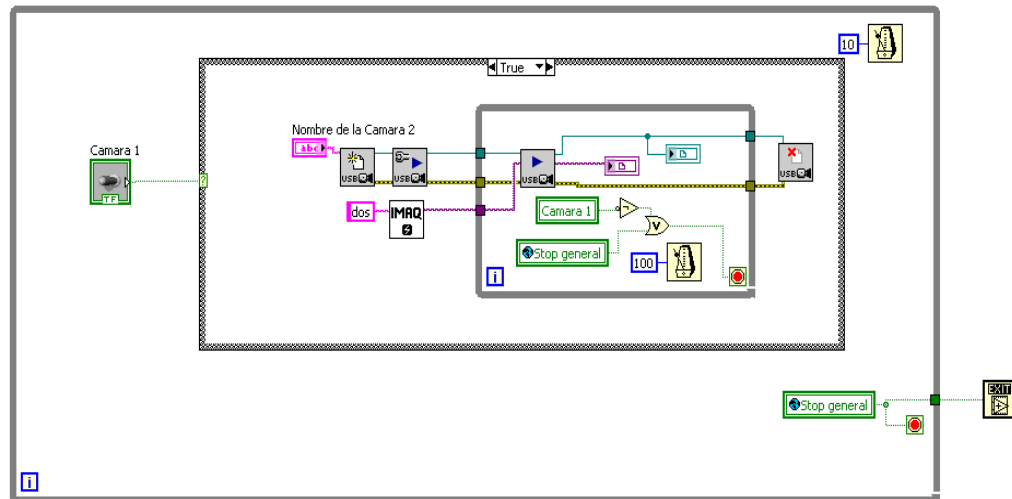 10
True
Nombre de la Camara 2
abc
Camara 1
TF
?
USB
USB
USB
USB
dos
IMAQ
Camara 1
V
Stop general
100
i
EXIT
Stop general
i